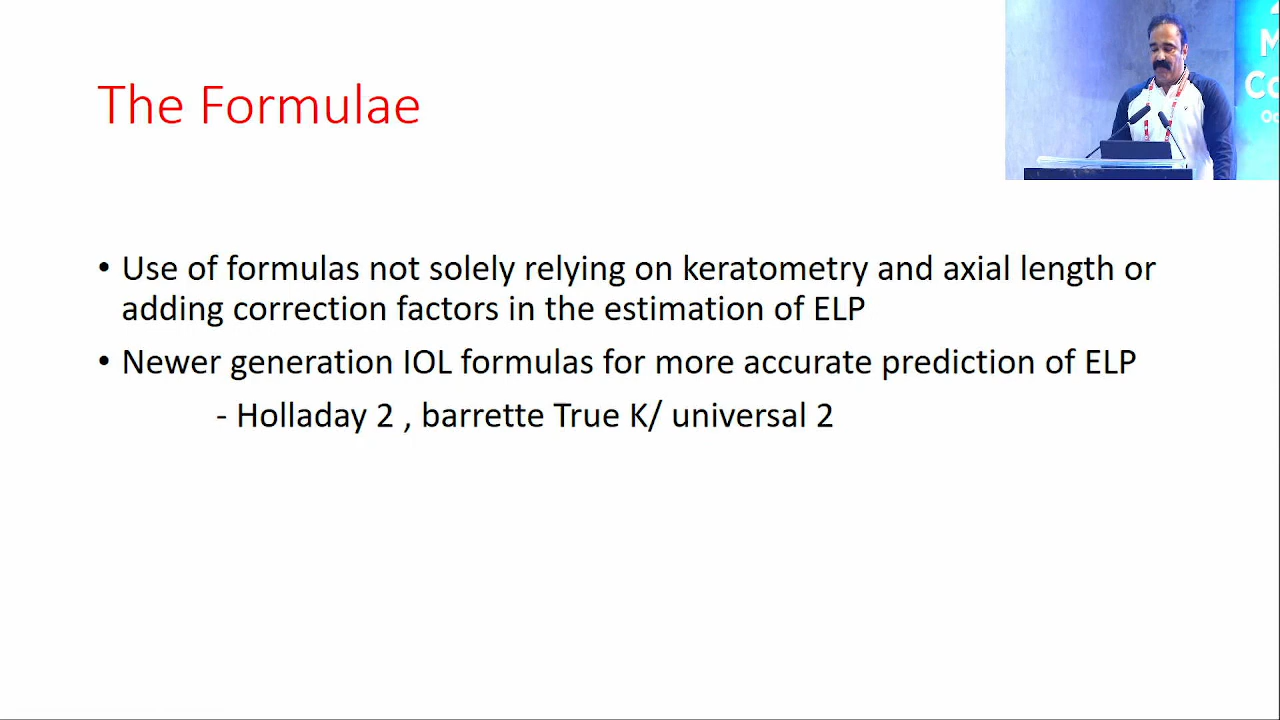 The Formulae
• Use of formulas not solely relying on keratometry and axial length or
adding correction factors in the estimation of ELP
• Newer generation IOL formulas for more accurate prediction of ELP
- Holladay 2 , barrette True K/ universal 2